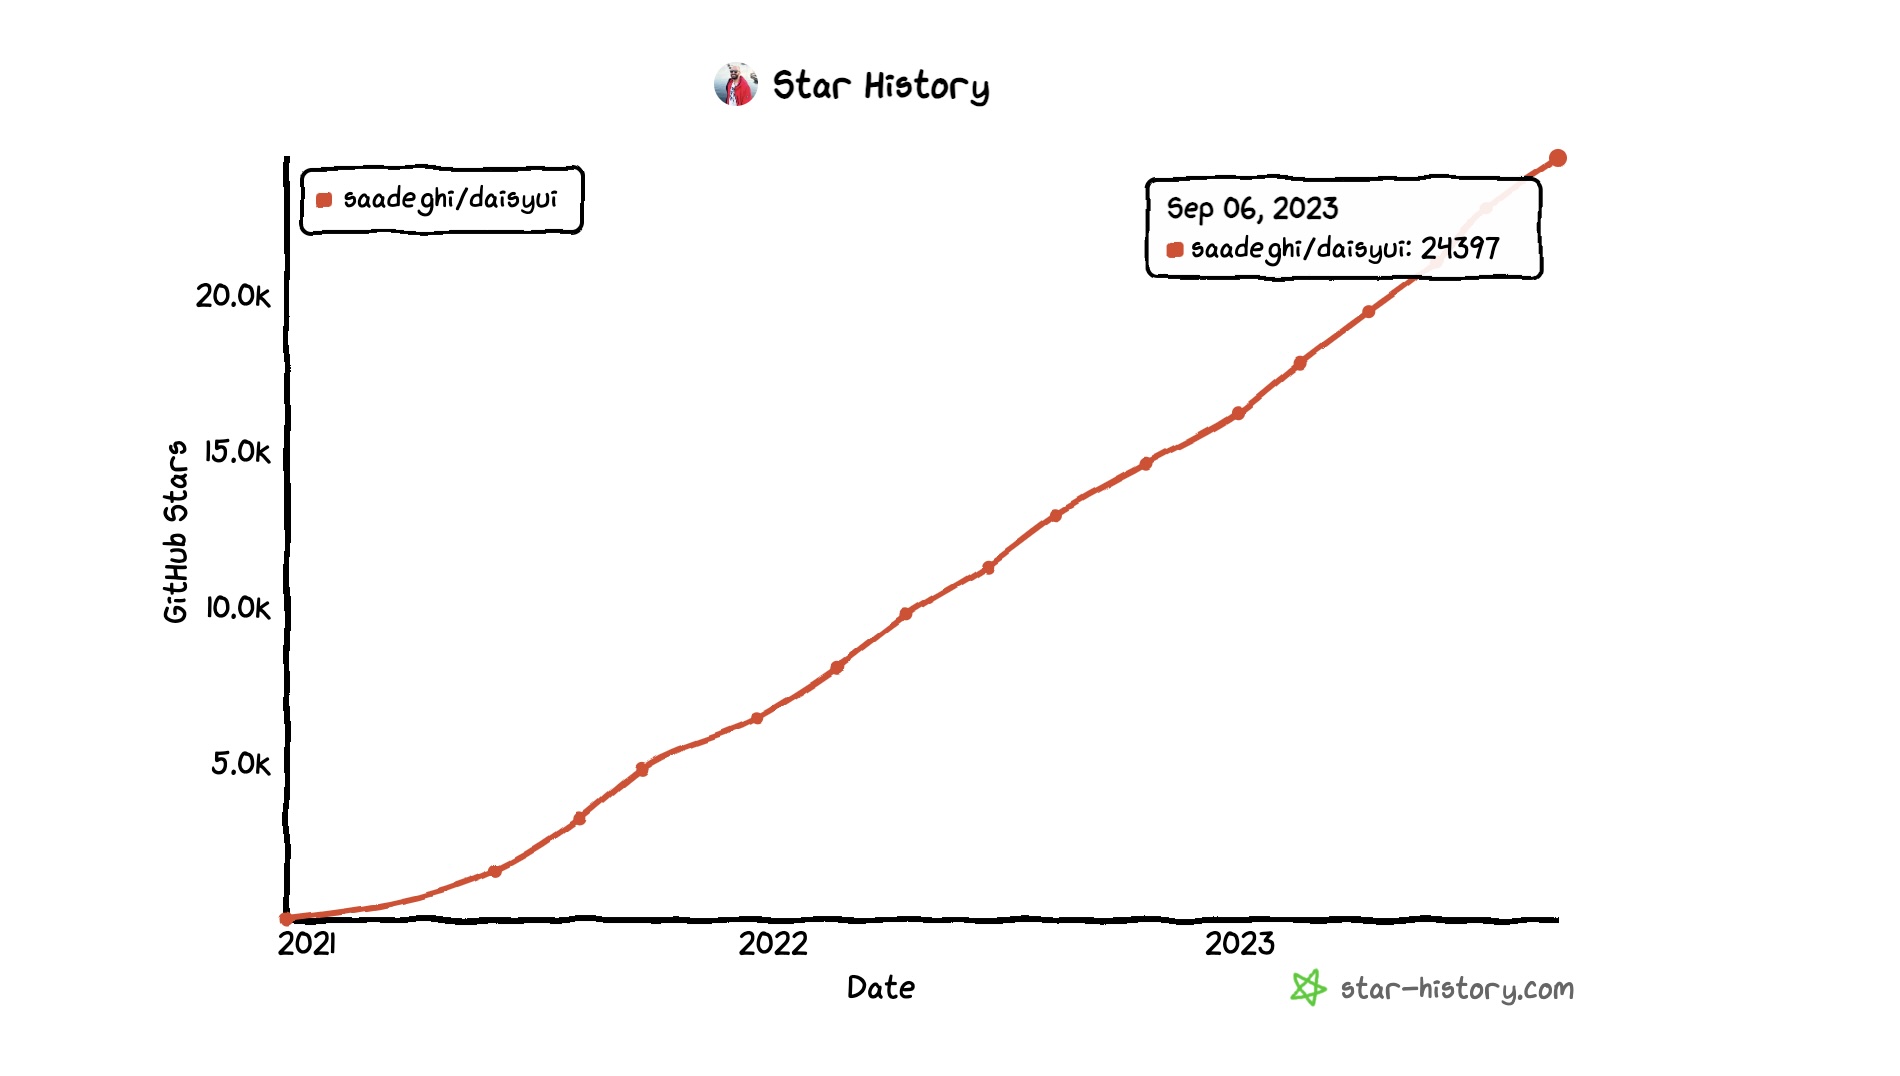 Star History
saadeghi/daisyui
Sep 06, 2023
saadeghi/daisyui: 24397
20.0K
15.0K
10.0K
5.0K
GitHub Stars
2021
2022
2023
Date
star-history.com